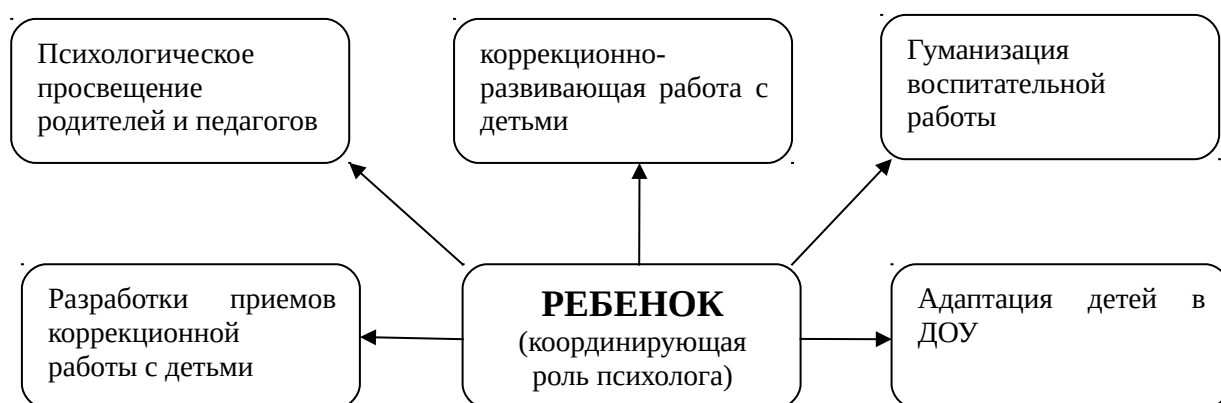 Психологическое
просвещение
родителей и педагогов
коррекционно-
развивающая работа с
детьми
Гуманизация
воспитательной
работы
Разработки приемов
коррекционной
работы с детьми
РЕБЕНОК
(координирующая
роль психолога)
Адаптация детей в
ДОУ